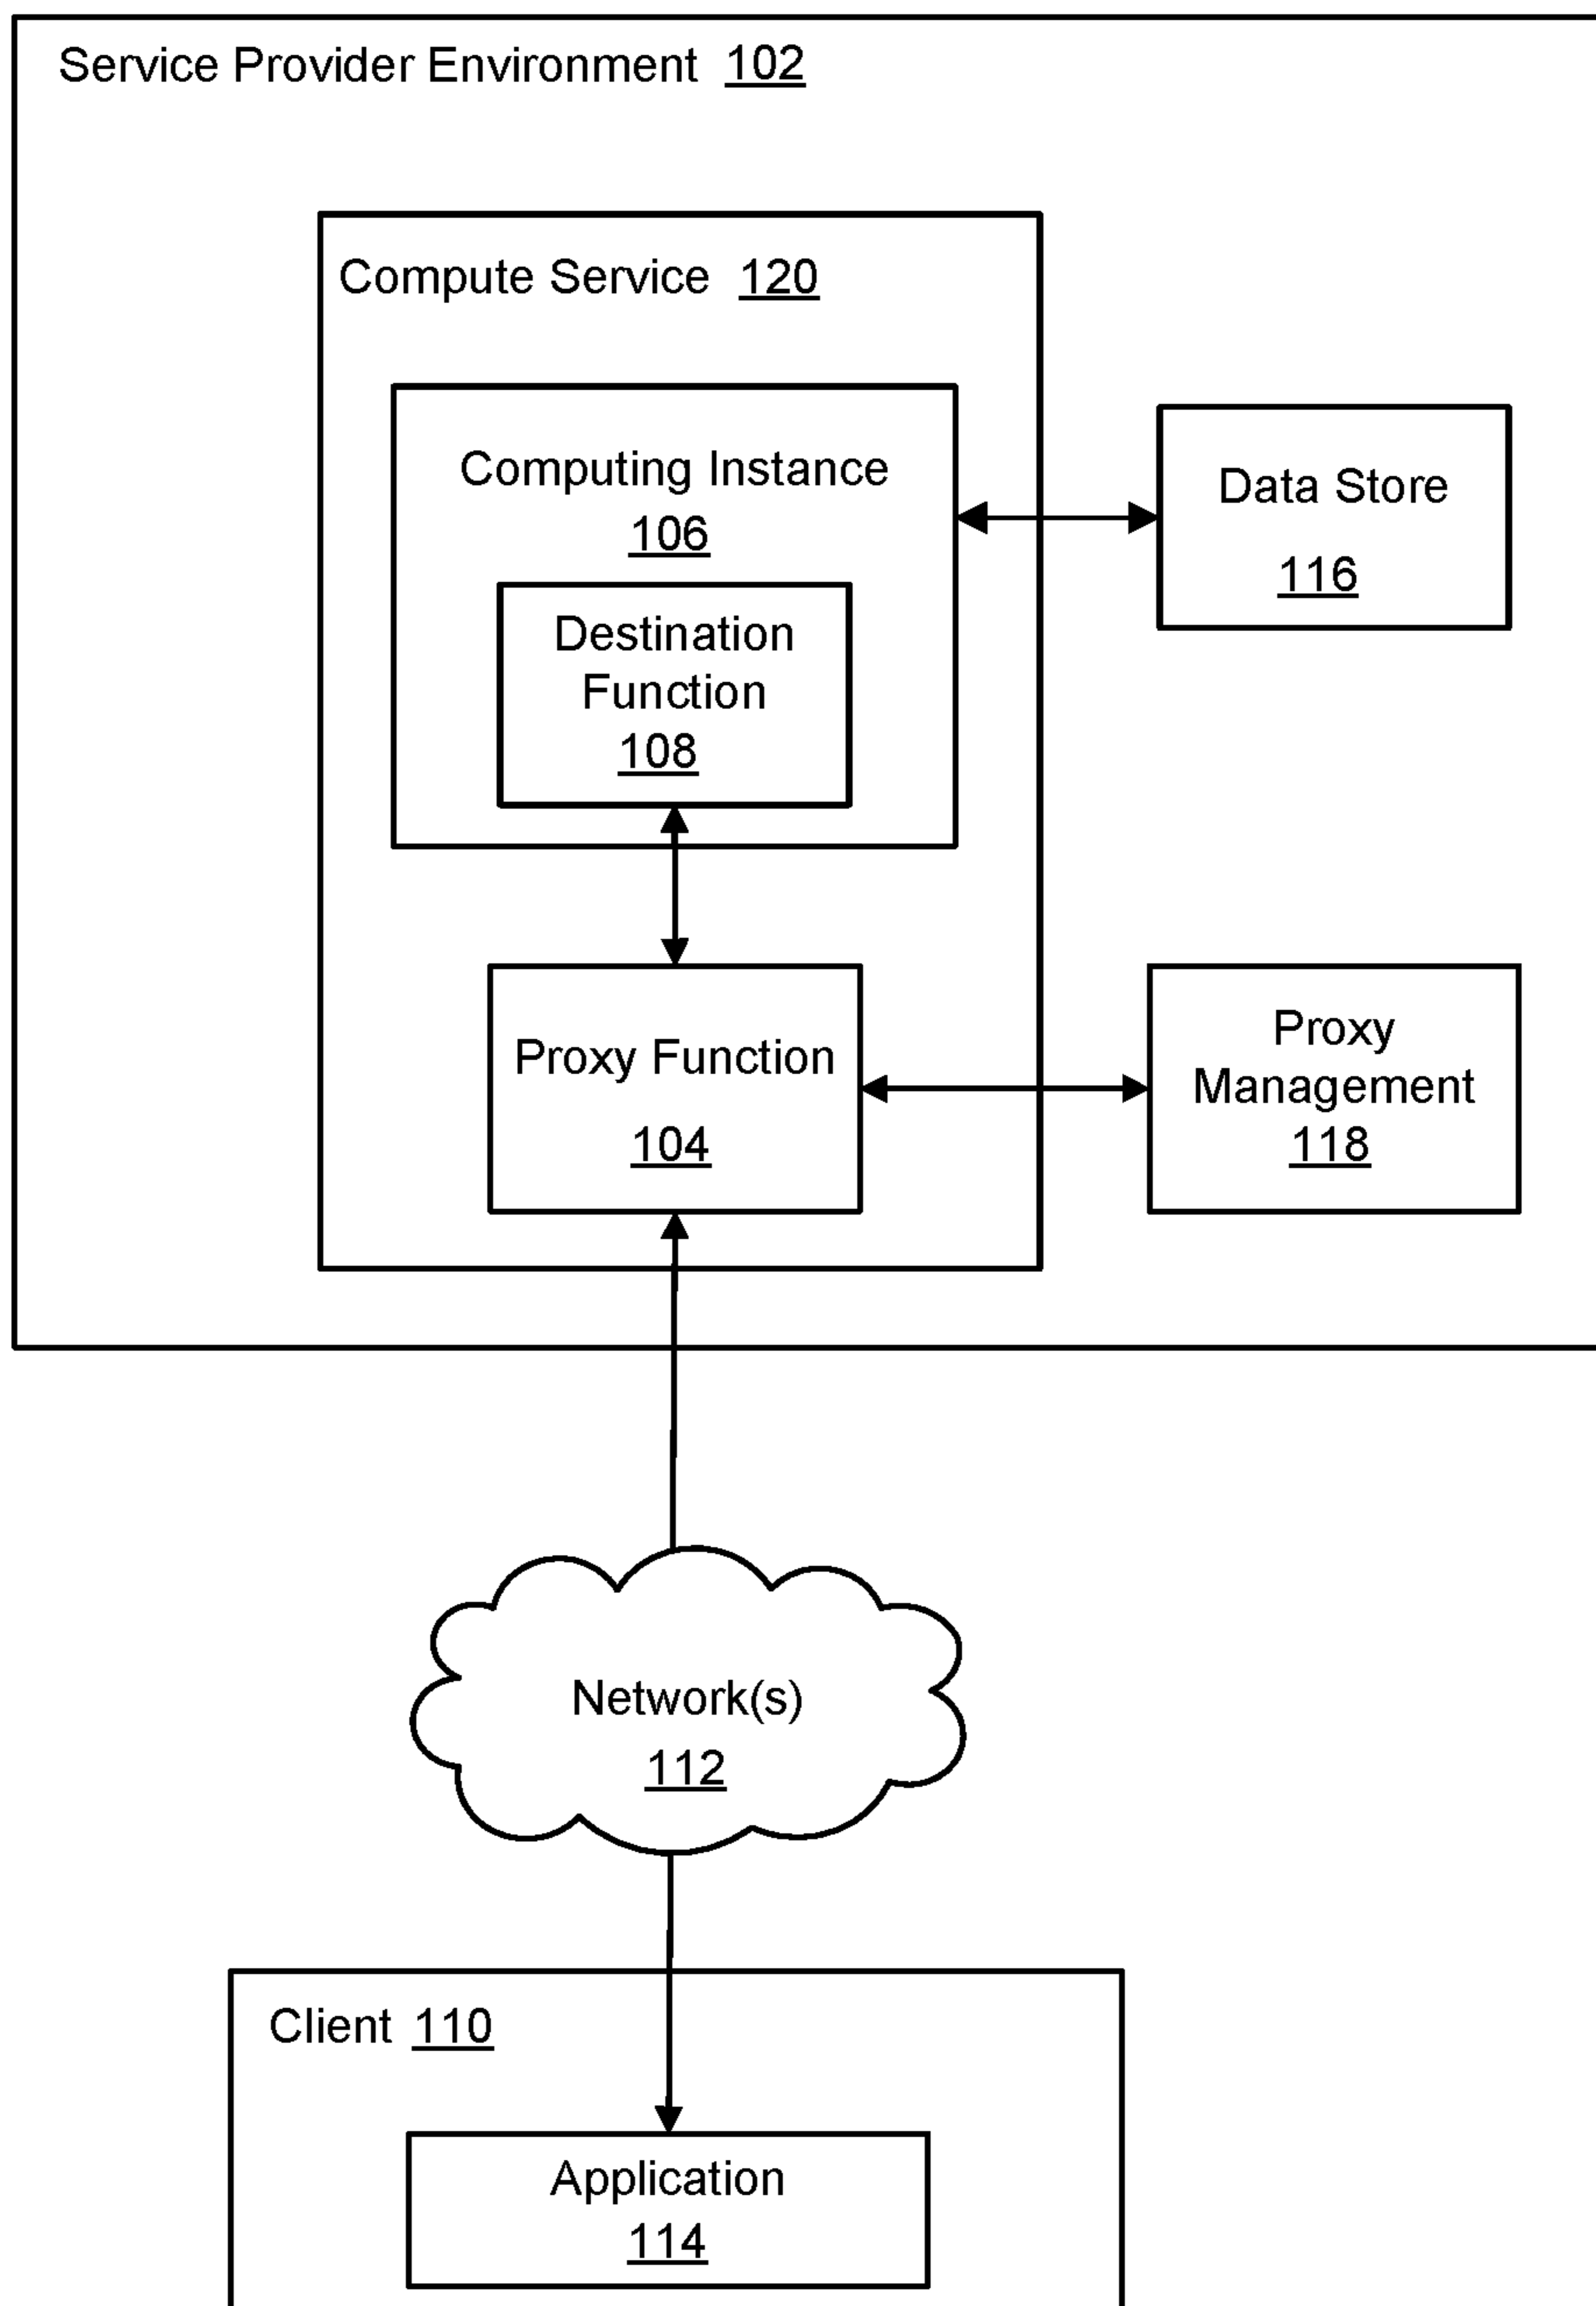 Service Provider Environment 102
Compute Service 120
Computing Instance
106
Data Store
116
Destination
Function
108
Proxy Function
104
Proxy
Management
118
Network(s)
112
Client 110
Application
114